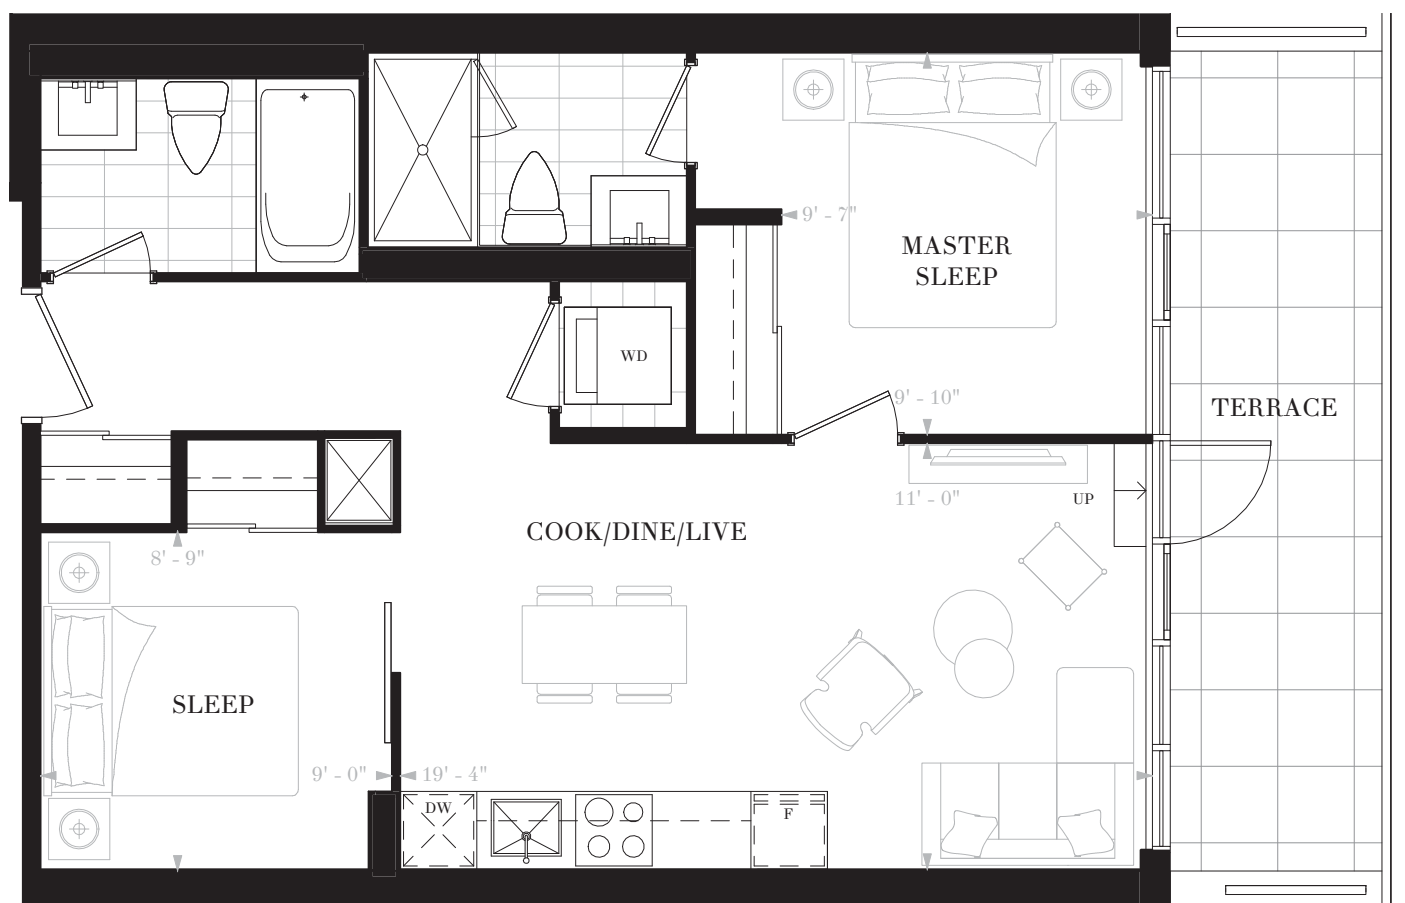 9' - 7"
MASTER
SLEEP
WD
9' - 10"
TERRACE
11' - 0"
UP
COOK/DINE/LIVE
8' - 9"
SLEEP
9' - 0"
19' - 4"
DW
F